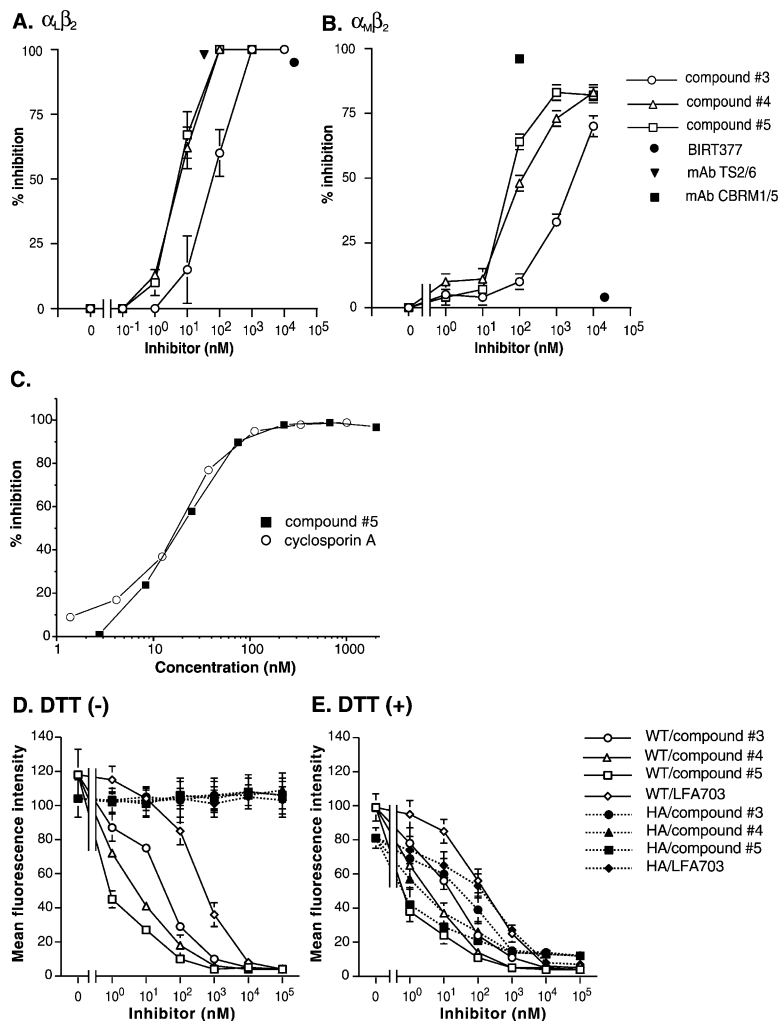 A. αLβ2
100
75
50
25
0
% inhibition
0 10-1 100 101 102 103 104 105
Inhibitor (nM)
B. αMβ2
100
75
50
25
0
% inhibition
0 100 101 102 103 104 105
Inhibitor (nM)
compound #3
compound #4
compound #5
BIRT377
mAb TS2/6
mAb CBRM1/5
C.
100
80
60
40
20
0
% inhibition
1 10 100 1000
Concentration (nM)
compound #5
cyclosporin A
D. DTT (-)
140
120
100
80
60
40
20
0
Mean fluorescence intensity
0 100 101 102 103 104 105
Inhibitor (nM)
E. DTT (+)
140
120
100
80
60
40
20
0
Mean fluorescence intensity
0 100 101 102 103 104 105
Inhibitor (nM)
WT/compound #3
WT/compound #4
WT/compound #5
WT/LFA703
HA/compound #3
HA/compound #4
HA/compound #5
HA/LFA703